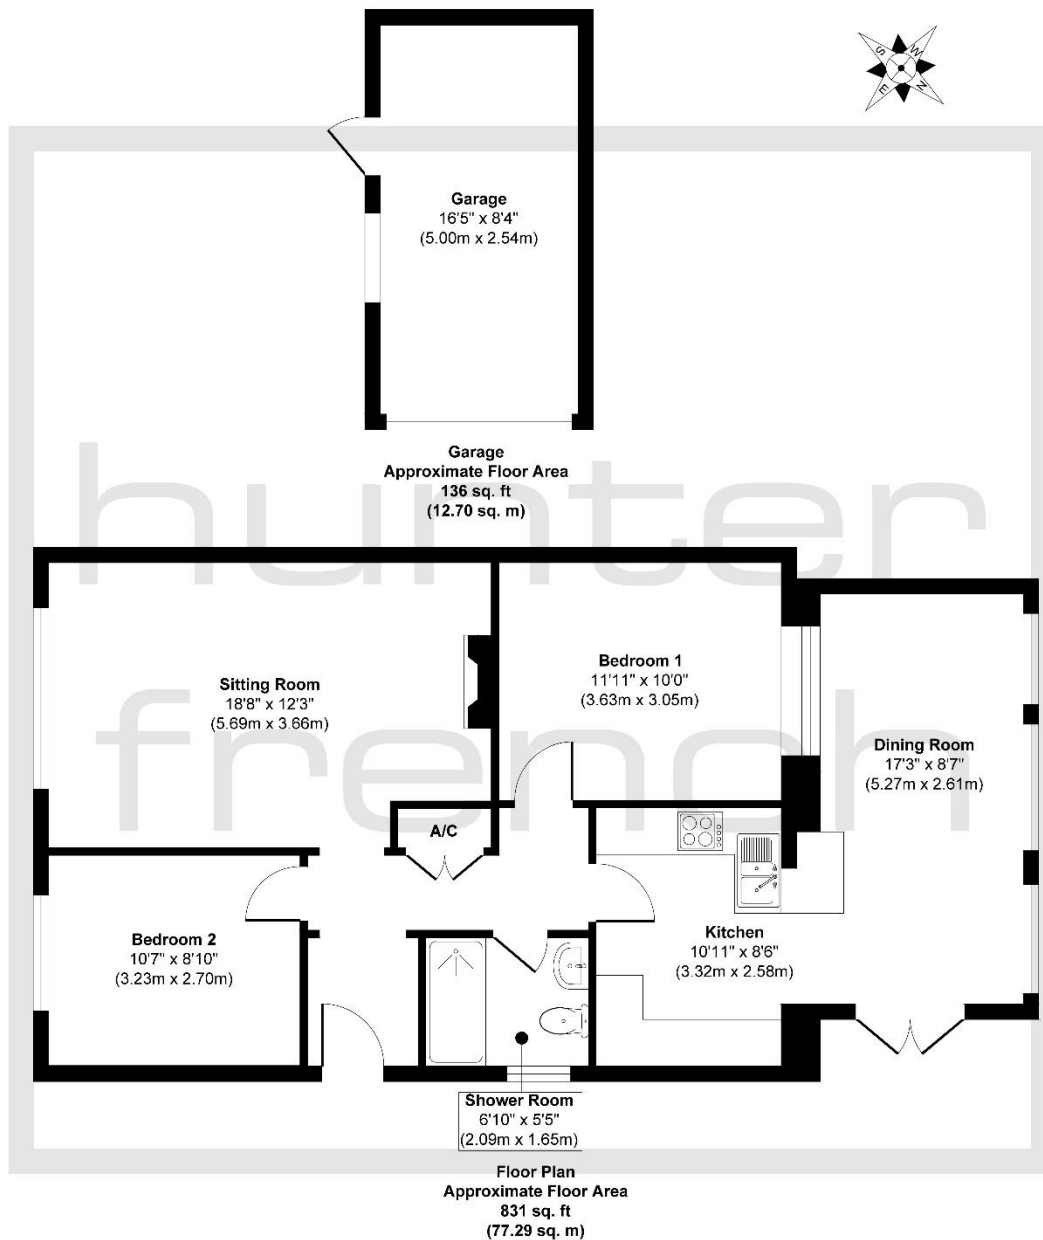 S
W
E
N
Garage
16'5" x 8'4"
(5.00m x 2.54m)
Garage
Approximate Floor Area
136 sq. ft
(12.70 sq. m)
hunter
french
Sitting Room
18'8" x 12'3"
(5.69m x 3.66m)
Bedroom 1
11'11" x 10'0"
(3.63m x 3.05m)
Dining Room
17'3" x 8'7"
(5.27m x 2.61m)
A/C
Bedroom 2
10'7" x 8'10"
(3.23m x 2.70m)
Kitchen
10'11" x 8'6"
(3.32m x 2.58m)
Shower Room
6'10" x 5'5"
(2.09m x 1.65m)
Floor Plan
Approximate Floor Area
831 sq. ft
(77.29 sq. m)